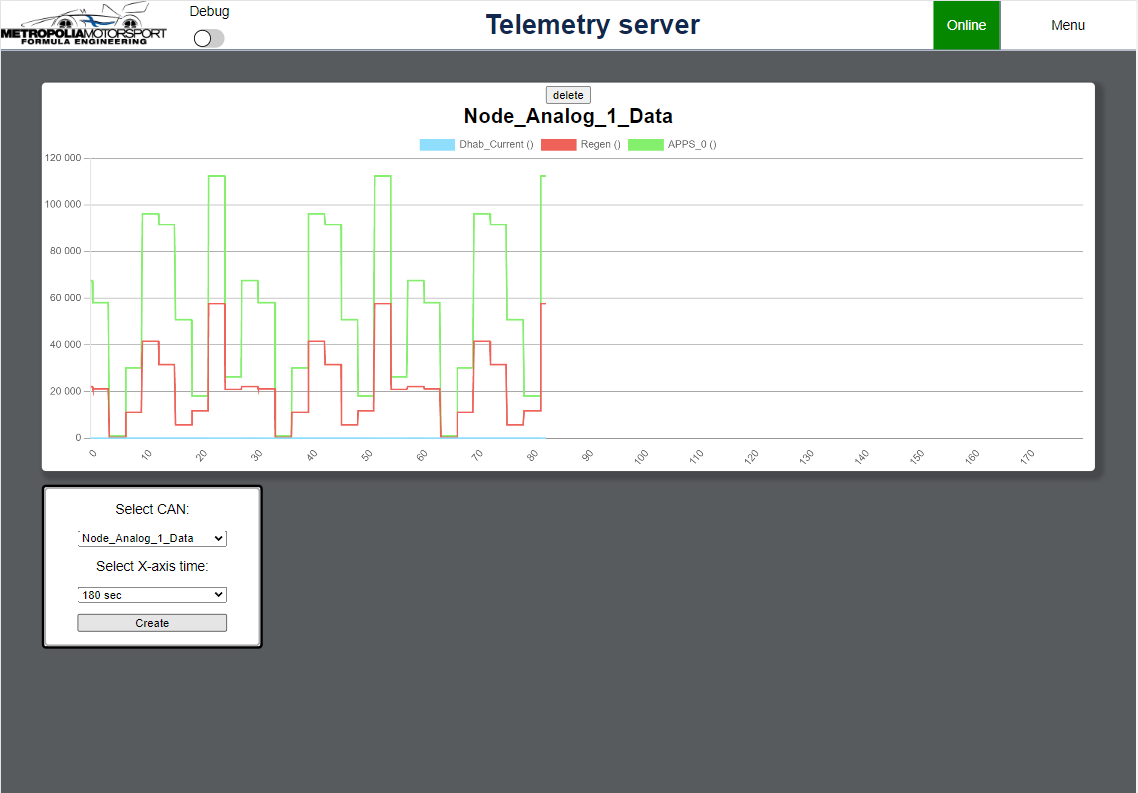 METROPOLIAMOTORSPORT
FORMULA ENGINEERING
Debug
Telemetry server
Online
Menu
delete
Node_Analog_1_Data
Dhab_Current () Regen () APPS_0 ()
120 000
100 000
80 000
60 000
40 000
20 000
0
0 10 20 30 40 50 60 70 80 90 100 110 120 130 140 150 160 170
Select CAN:
Node_Analog_1_Data
Select X-axis time:
180 sec
Create